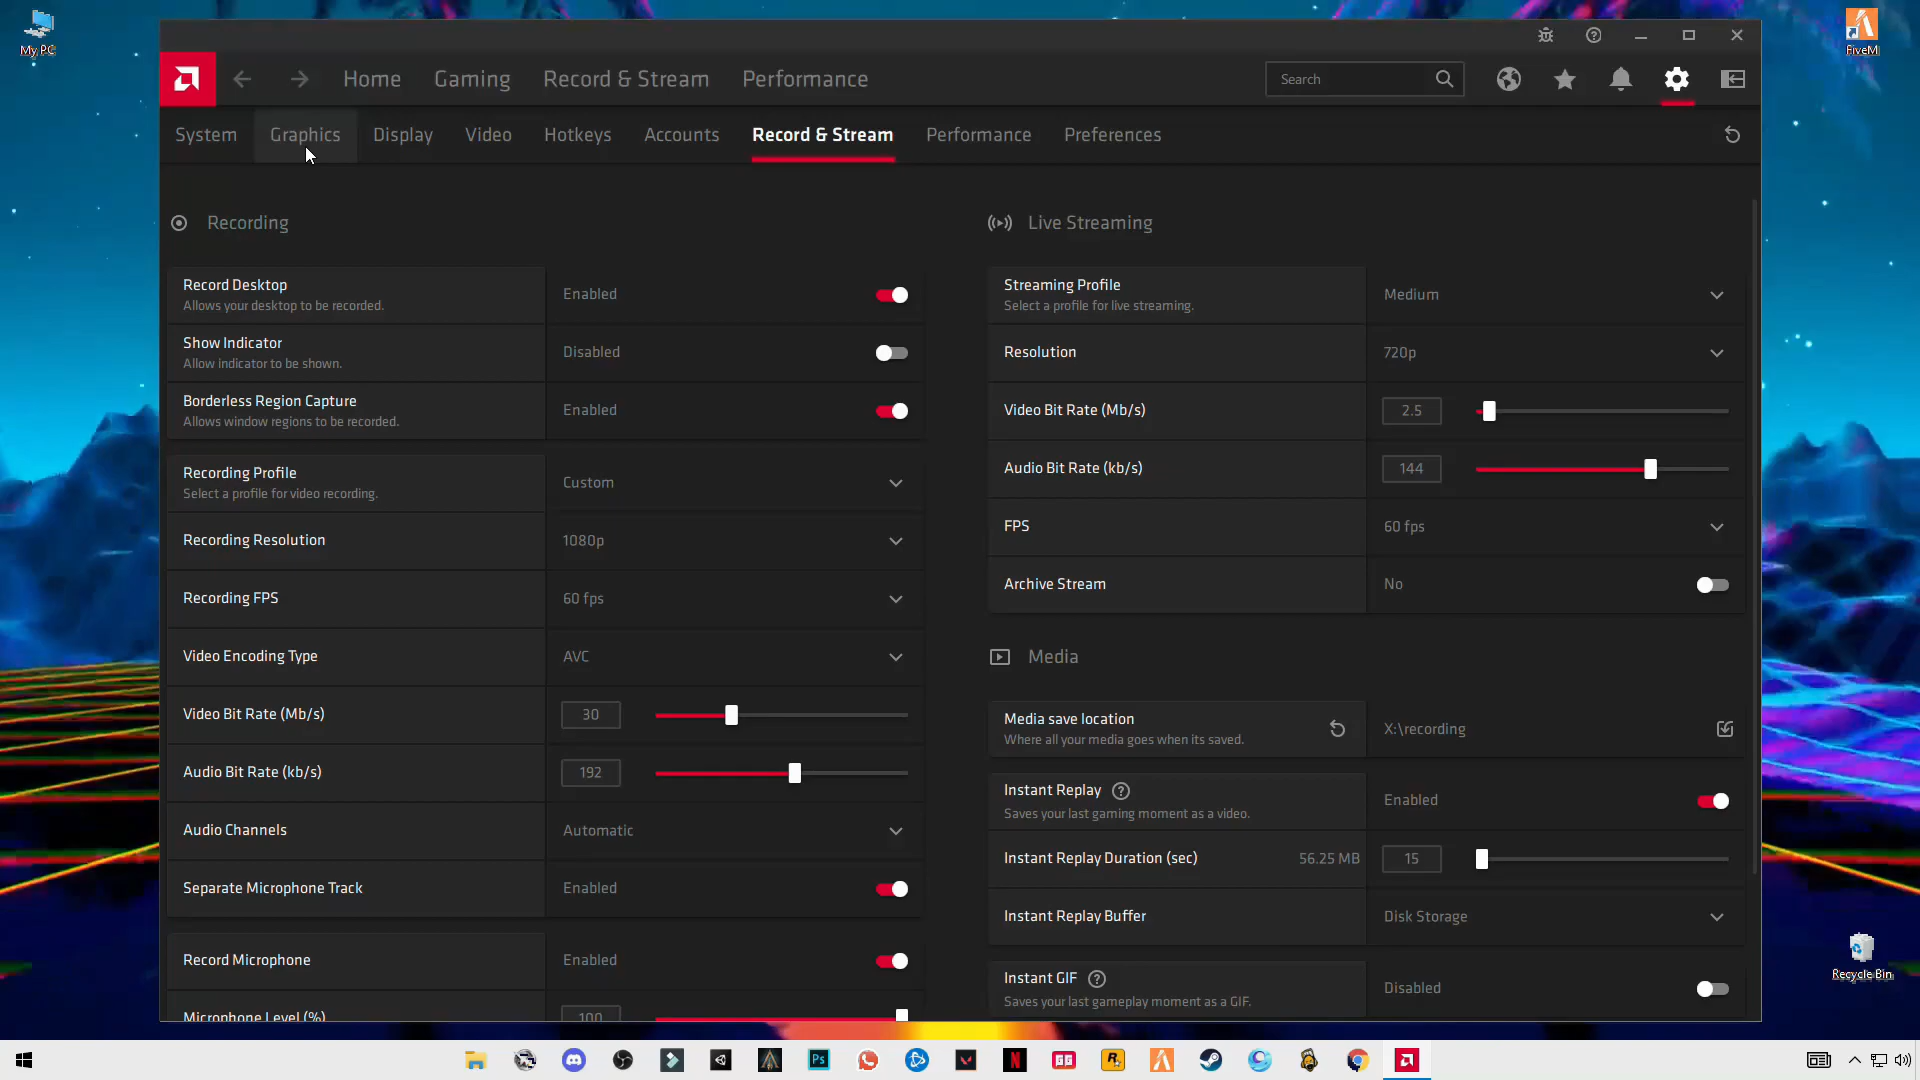 My PC
FiveM
Home Gaming Record & Stream Performance
Search
System Graphics Display Video Hotkeys Accounts Record & Stream Performance Preferences
Recording
Record Desktop
Allows your desktop to be recorded.
Enabled
Show Indicator
Allow indicator to be shown.
Disabled
Borderless Region Capture
Allows window regions to be recorded.
Enabled
Recording Profile
Select a profile for video recording.
Custom
Recording Resolution
1080p
Recording FPS
60 fps
Video Encoding Type
AVC
Video Bit Rate (Mb/s)
30
Audio Bit Rate (kb/s)
192
Audio Channels
Automatic
Separate Microphone Track
Enabled
Record Microphone
Enabled
Microphone Level (%)
100
Live Streaming
Streaming Profile
Select a profile for live streaming.
Medium
Resolution
720p
Video Bit Rate (Mb/s)
2.5
Audio Bit Rate (kb/s)
144
FPS
60 fps
Archive Stream
No
Media
Media save location
Where all your media goes when its saved.
X:\recording
Instant Replay
Saves your last gaming moment as a video.
Enabled
Instant Replay Duration (sec)
56.25 MB
15
Instant Replay Buffer
Disk Storage
Instant GIF
Saves your last gameplay moment as a GIF.
Disabled
Recycle Bin
Ps
N
GG
R